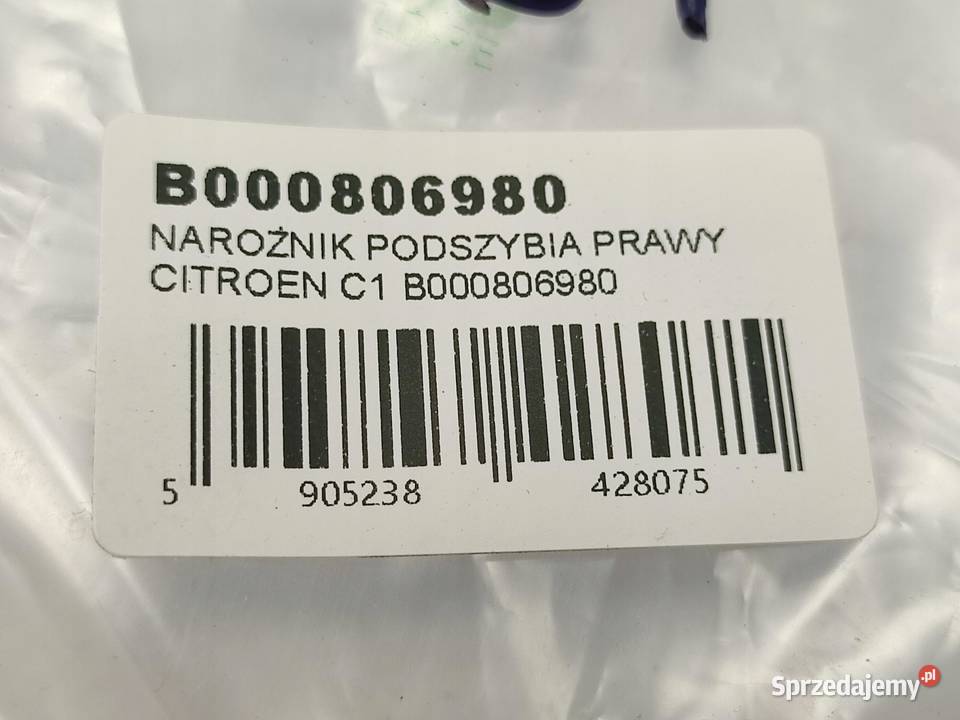 B000806980
NAROŻNIK PODSZYBIA PRAWY
CITROEN C1 B000806980
5 905238 428075
Sprzedajemy.pl